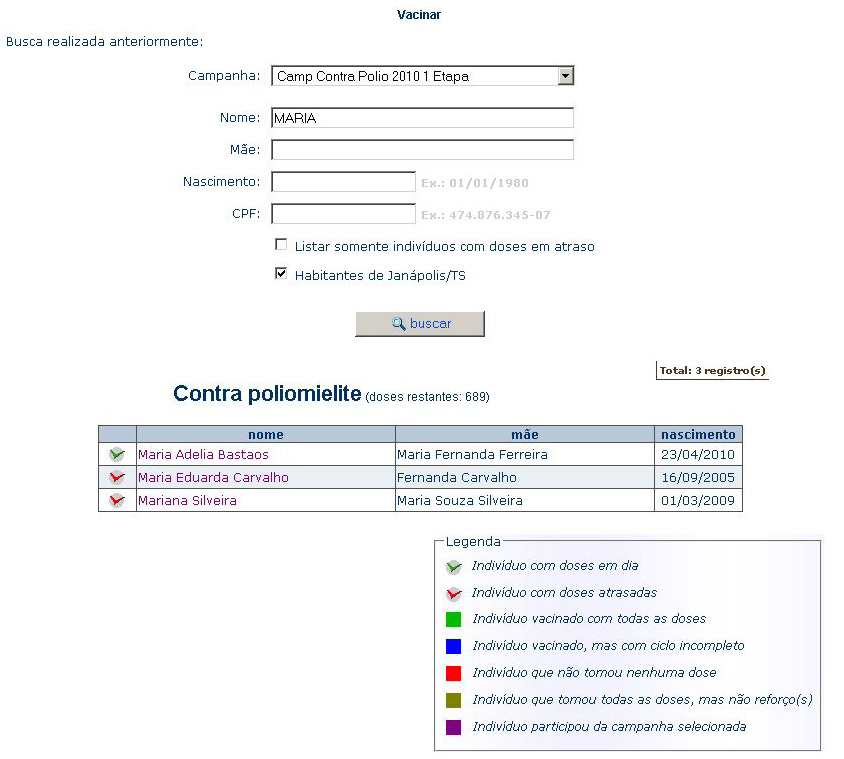 Vacinar
Busca realizada anteriormente:
Campanha: Camp Contra Polio 2010 1 Etapa
Nome: MARIA
Mãe:
Nascimento: Ex.: 01/01/1980
CPF: Ex.: 474.876.345-07
Listar somente indivíduos com doses em atraso
Habitantes de Janápolis/TS
buscar
Total: 3 registro(s)
Contra poliomielite (doses restantes: 689)
nome mãe nascimento
Maria Adelia Bastaos Maria Fernanda Ferreira 23/04/2010
Maria Eduarda Carvalho Fernanda Carvalho 16/09/2005
Mariana Silveira Maria Souza Silveira 01/03/2009
Legenda
Indivíduo com doses em dia
Indivíduo com doses atrasadas
Indivíduo vacinado com todas as doses
Indivíduo vacinado, mas com ciclo incompleto
Indivíduo que não tomou nenhuma dose
Indivíduo que tomou todas as doses, mas não reforço(s)
Indivíduo participou da campanha selecionada